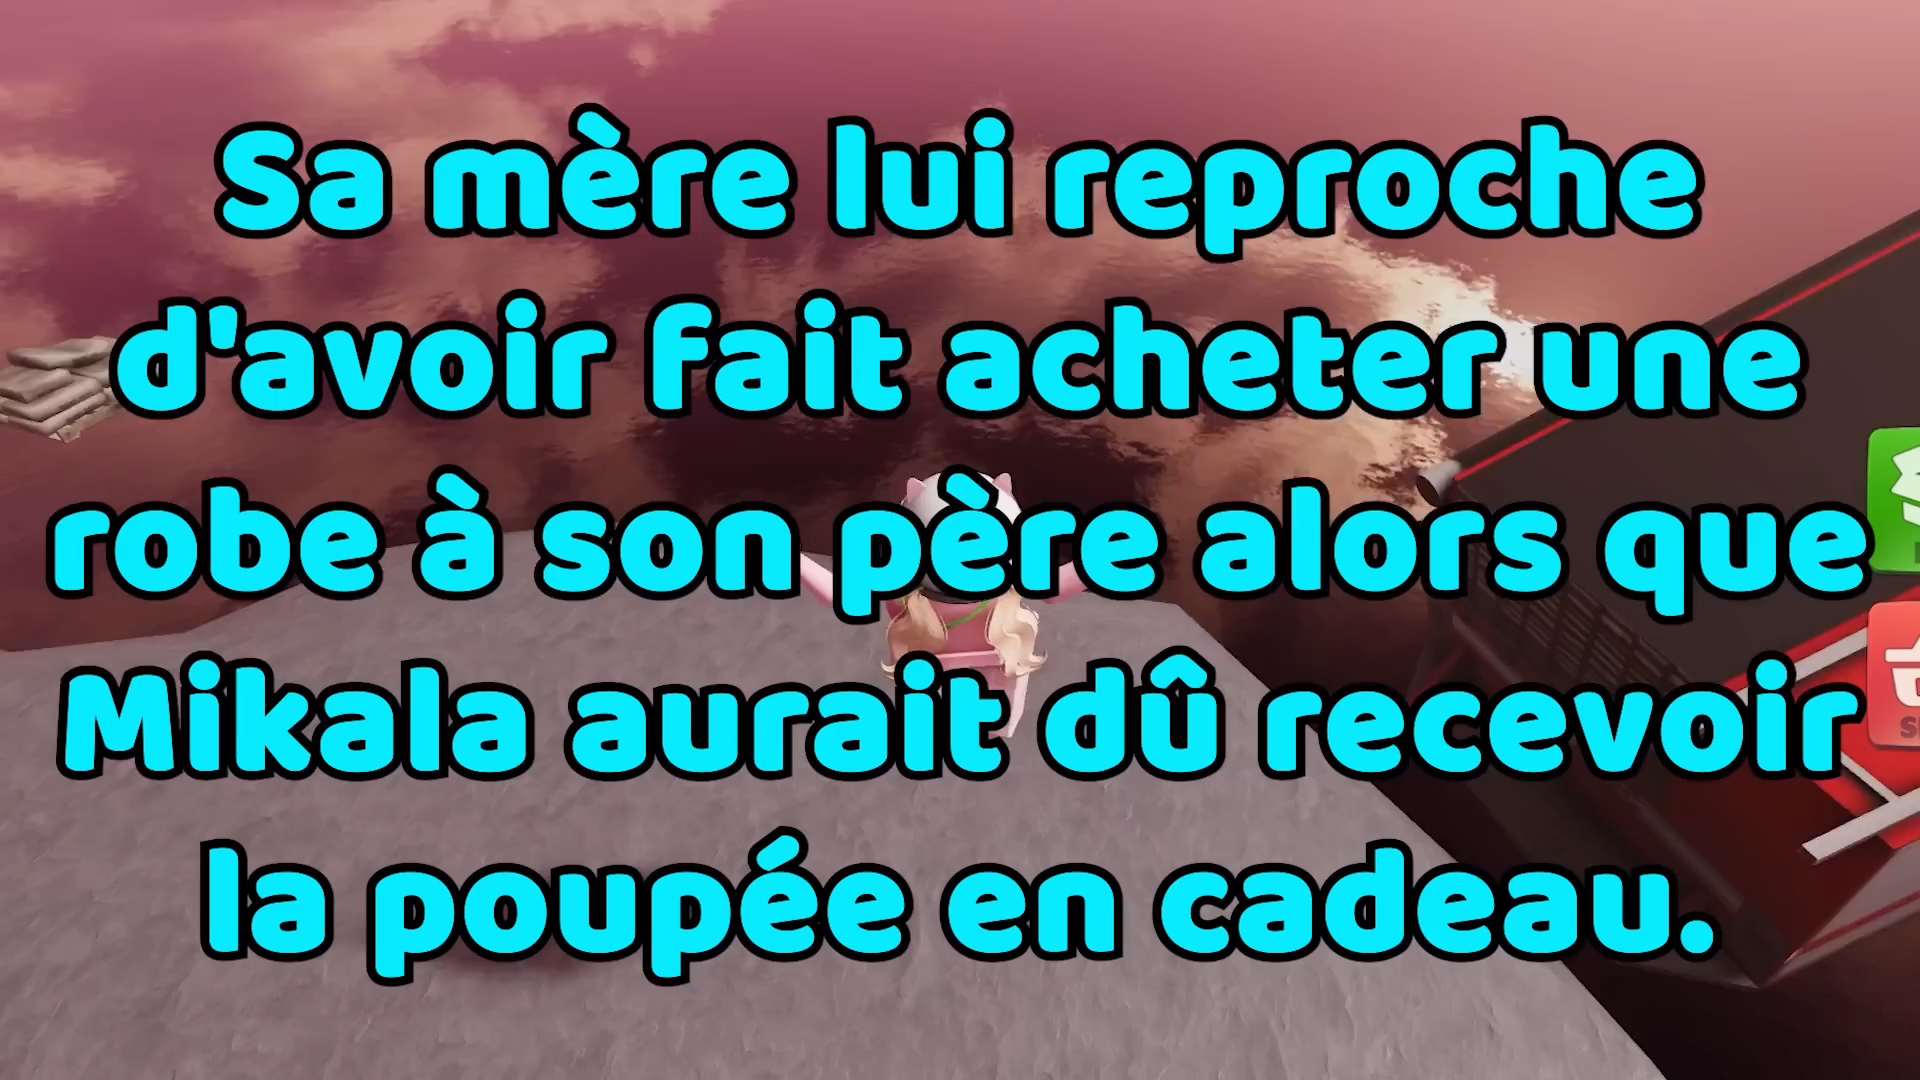 Sa mère lui reproche
d'avoir fait acheter une
robe à son père alors que
Mikala aurait dû recevoir
la poupée en cadeau.